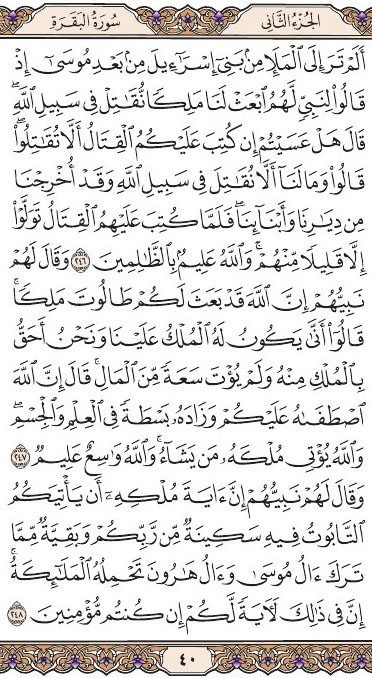 سُورَةُ البَقَرَةِ الجُزْءُ الثَّانِي
أَلَمْ تَرَ إِلَى ٱلْمَلَإِ مِنۢ بَنِىٓ إِسْرَٰٓءِيلَ مِنۢ بَعْدِ مُوسَىٰٓ إِذْ
قَالُوا۟ لِنَبِىٍّ لَّهُمُ ٱبْعَثْ لَنَا مَلِكًا نُّقَٰتِلْ فِى سَبِيلِ ٱللَّهِ ۖ
قَالَ هَلْ عَسَيْتُمْ إِن كُتِبَ عَلَيْكُمُ ٱلْقِتَالُ أَلَّا تُقَٰتِلُوا۟ ۖ
قَالُوا۟ وَمَا لَنَآ أَلَّا نُقَٰتِلَ فِى سَبِيلِ ٱللَّهِ وَقَدْ أُخْرِجْنَا
مِن دِيَٰرِنَا وَأَبْنَآئِنَا ۖ فَلَمَّا كُتِبَ عَلَيْهِمُ ٱلْقِتَالُ تَوَلَّوْا۟
إِلَّا قَلِيلًا مِّنْهُمْ ۗ وَٱللَّهُ عَلِيمٌۢ بِٱلظَّٰلِمِينَ ٢٤٦ وَقَالَ لَهُمْ
نَبِيُّهُمْ إِنَّ ٱللَّهَ قَدْ بَعَثَ لَكُمْ طَالُوتَ مَلِكًا ۚ
قَالُوٓا۟ أَنَّىٰ يَكُونُ لَهُ ٱلْمُلْكُ عَلَيْنَا وَنَحْنُ أَحَقُّ
بِٱلْمُلْكِ مِنْهُ وَلَمْ يُؤْتَ سَعَةً مِّنَ ٱلْمَالِ ۚ قَالَ إِنَّ ٱللَّهَ
ٱصْطَفَىٰهُ عَلَيْكُمْ وَزَادَهُۥ بَسْطَةً فِى ٱلْعِلْمِ وَٱلْجِسْمِ ۖ
وَٱللَّهُ يُؤْتِى مُلْكَهُۥ مَن يَشَآءُ ۚ وَٱللَّهُ وَٰسِعٌ عَلِيمٌ ٢٤٧
وَقَالَ لَهُمْ نَبِيُّهُمْ إِنَّ ءَايَةَ مُلْكِهِۦٓ أَن يَأْتِيَكُمُ
ٱلتَّابُوتُ فِيهِ سَكِينَةٌ مِّن رَّبِّكُمْ وَبَقِيَّةٌ مِّمَّا
تَرَكَ ءَالُ مُوسَىٰ وَءَالُ هَٰرُونَ تَحْمِلُهُ ٱلْمَلَٰٓئِكَةُ ۚ
إِنَّ فِى ذَٰلِكَ لَءَايَةً لَّكُمْ إِن كُنتُم مُّؤْمِنِينَ ٢٤٨
٤٠